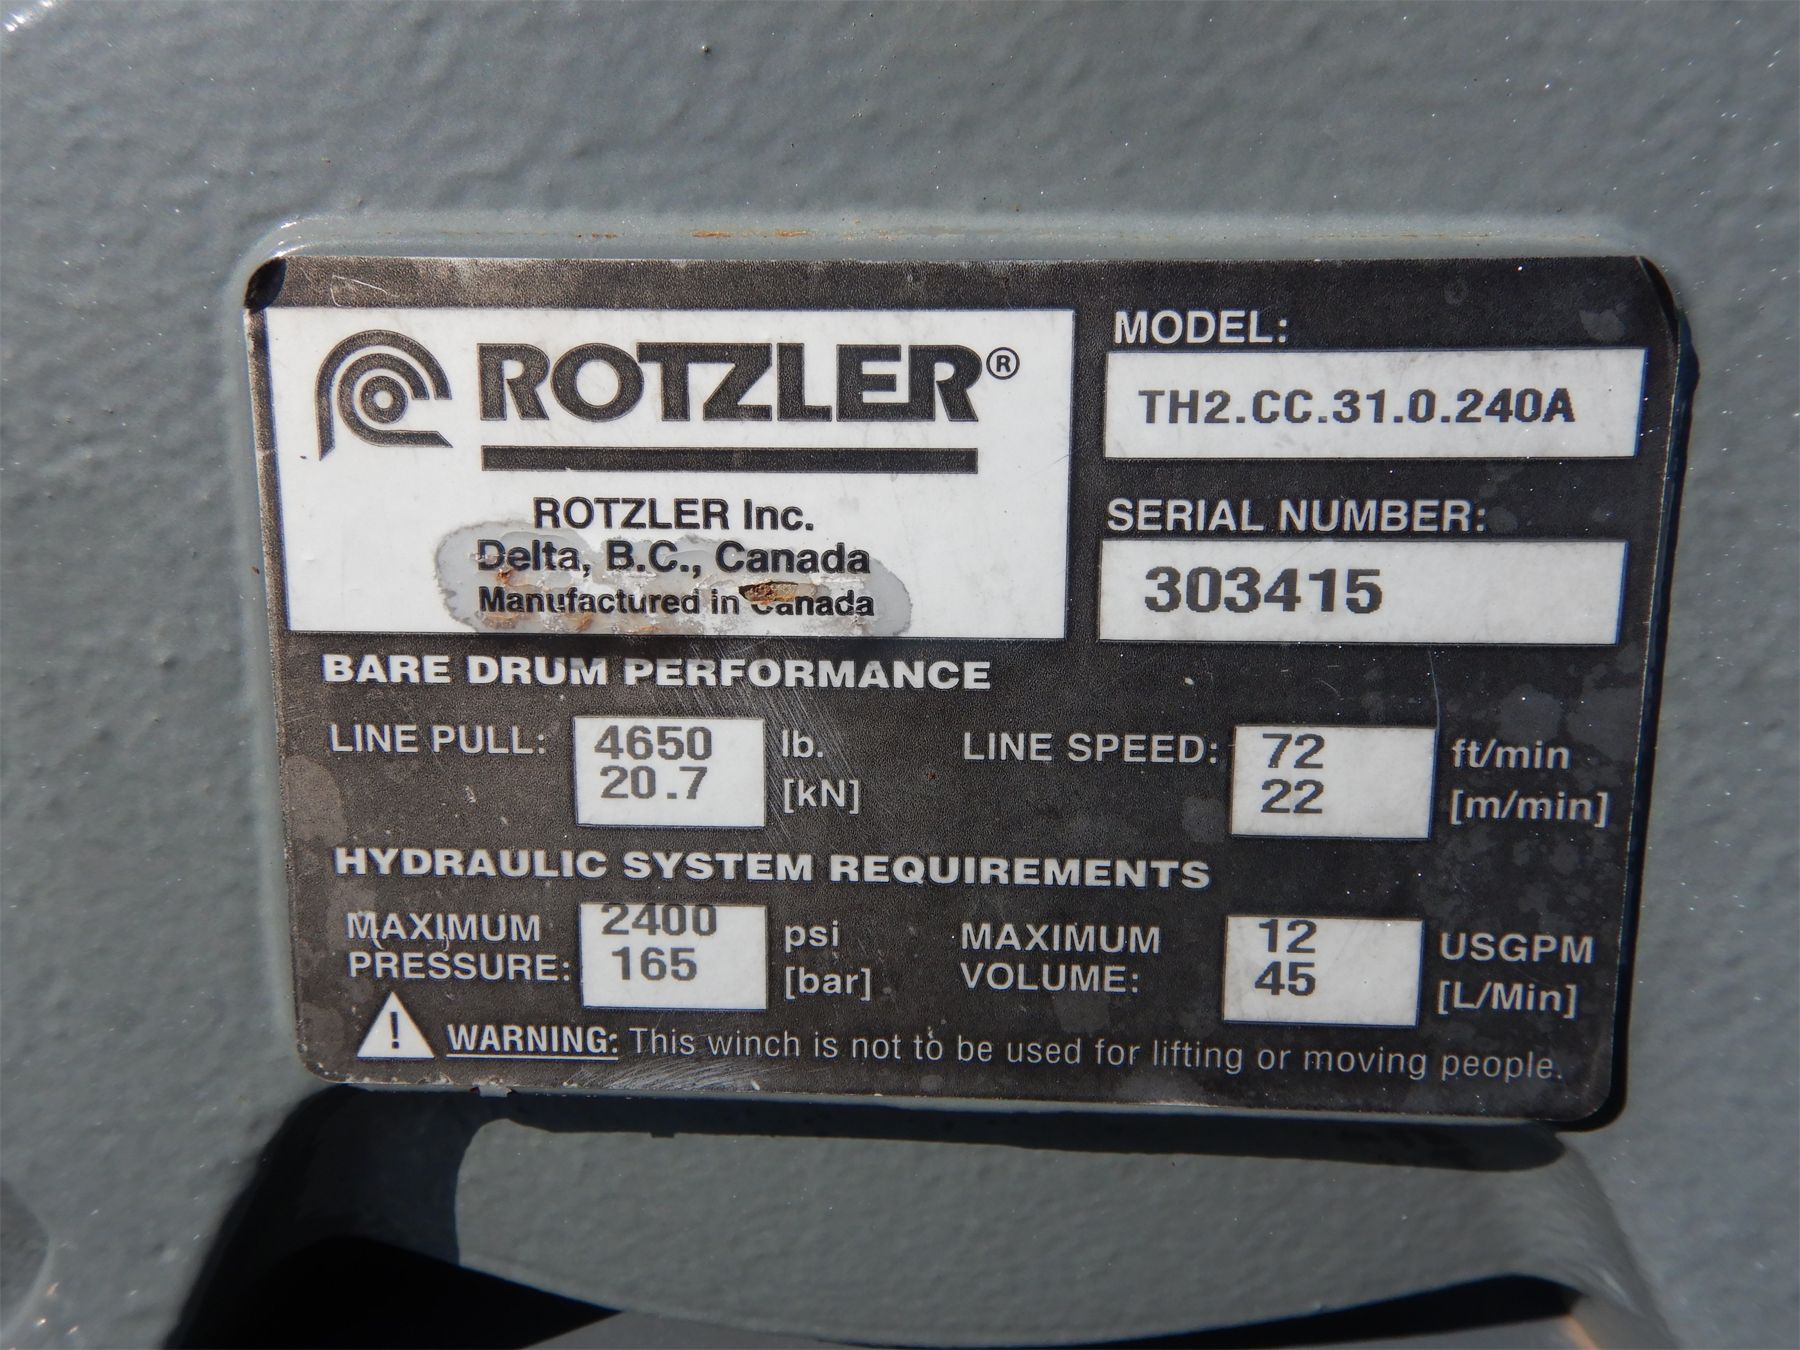 ROTZLER®
ROTZLER Inc.
Delta, B.C., Canada
Manufactured in Canada
MODEL:
TH2.CC.31.0.240A
SERIAL NUMBER:
303415
BARE DRUM PERFORMANCE
LINE PULL: 4650 lb.
20.7 [kN]
LINE SPEED: 72 ft/min
22 [m/min]
HYDRAULIC SYSTEM REQUIREMENTS
MAXIMUM 2400 psi
PRESSURE: 165 [bar]
MAXIMUM 12 USGPM
VOLUME: 45 [L/Min]
! WARNING: This winch is not to be used for lifting or moving people.